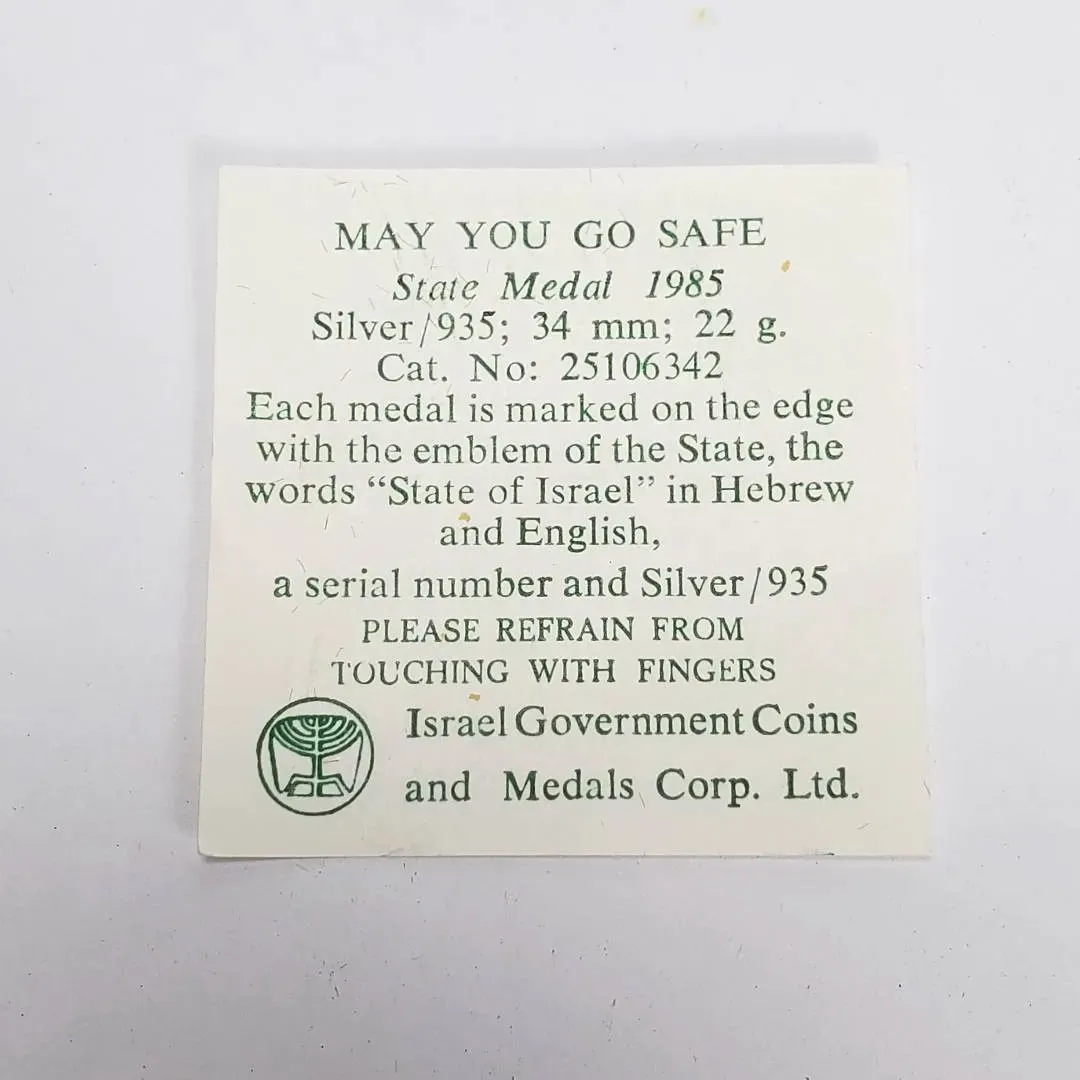 MAY YOU GO SAFE
State Medal 1985
Silver/935; 34 mm; 22 g.
Cat. No: 25106342
Each medal is marked on the edge
with the emblem of the State, the
words “State of Israel” in Hebrew
and English,
a serial number and Silver/935
PLEASE REFRAIN FROM
TOUCHING WITH FINGERS
Israel Government Coins
and Medals Corp. Ltd.